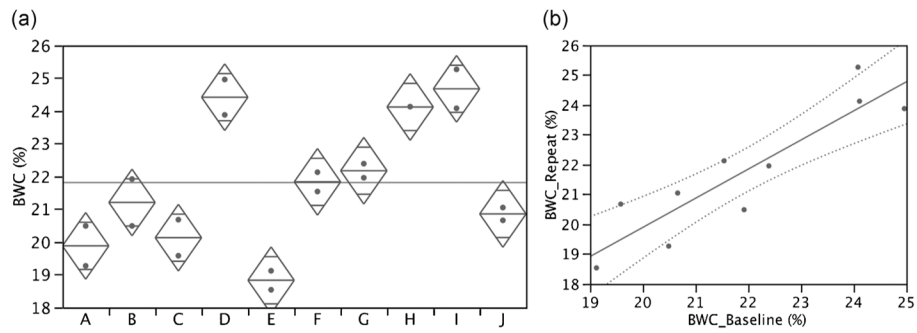 (a)
BWC (%)
26
25
24
23
22
21
20
19
18
A B C D E F G H I J
(b)
BWC_Repeat (%)
26
25
24
23
22
21
20
19
18
19 20 21 22 23 24 25
BWC_Baseline (%)